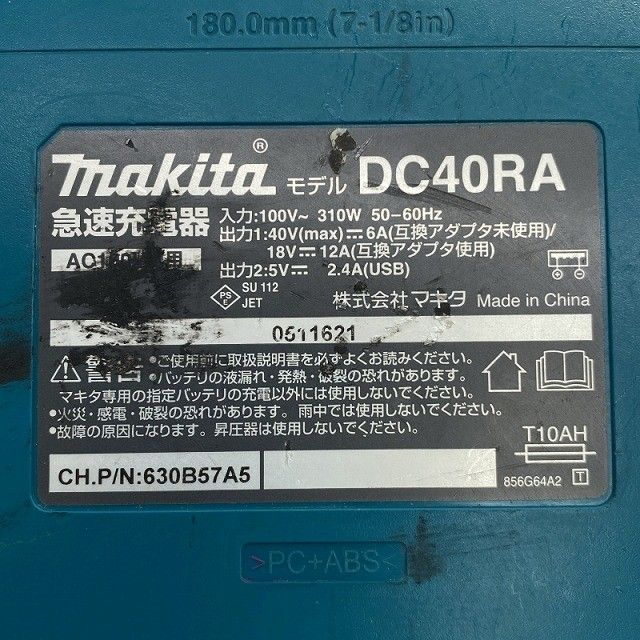 180.0mm (7-1/8in)
makita® モデル DC40RA
急速充電器
入力:100V~ 310W 50-60Hz
出力1:40V(max)⎓6A(互換アダプタ未使用)/
18V⎓12A(互換アダプタ使用)
出力2:5V⎓ 2.4A(USB)
PS
E
SU 112
JET
株式会社マキタ Made in China
0511621
警告
•ご使用前に取扱説明書を必ずよくお読みください。
•バッテリの液漏れ・発熱・破裂の恐れがあります。
マキタ専用の指定バッテリの充電以外には使用しないでください。
•火災・感電・破裂の恐れがあります。雨中では使用しないでください。
•故障の原因になります。昇圧器は使用しないでください。
T10AH
CH.P/N:630B57A5
856G64A2 T
>PC+ABS<